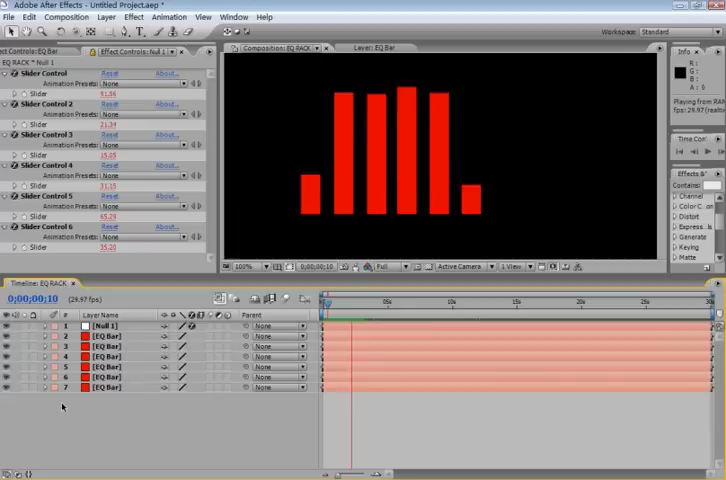 Adobe After Effects - Untitled Project.aep *
File Edit Composition Layer Effect Animation View Window Help
Workspace: Standard
Effect Controls: EQ Bar
Effect Controls: Null 1
EQ RACK * Null 1
Slider Control Reset About...
Animation Presets: None
Slider 91.86
Slider Control 2 Reset About...
Animation Presets: None
Slider 21.34
Slider Control 3 Reset About...
Animation Presets: None
Slider 15.05
Slider Control 4 Reset About...
Animation Presets: None
Slider 31.15
Slider Control 5 Reset About...
Animation Presets: None
Slider 65.29
Slider Control 6 Reset About...
Animation Presets: None
Slider 35.20
Composition: EQ RACK
Layer: EQ Bar
100% 0;00;00;10 Full Active Camera 1 View
Info
R :
G :
B :
A : 0
Playing from RAM
fps: 29.97 (realtim
Time Cont
Effects &
Contains:
Channel
Color C
Distort
Express
Generate
Keying
Matte
Timeline: EQ RACK
0;00;00;10 (29.97 fps)
# Layer Name Parent
05s 10s 15s 20s 25s 30s
1 [Null 1] None
2 [EQ Bar] None
3 [EQ Bar] None
4 [EQ Bar] None
5 [EQ Bar] None
6 [EQ Bar] None
7 [EQ Bar] None